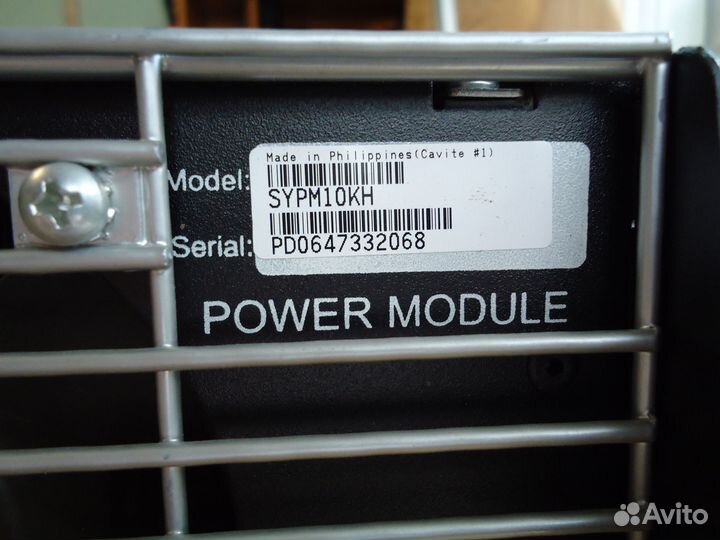 Made in Philippines(Cavite #1)
Model: SYPM10KH
Serial: PD0647332068
POWER MODULE
Avito